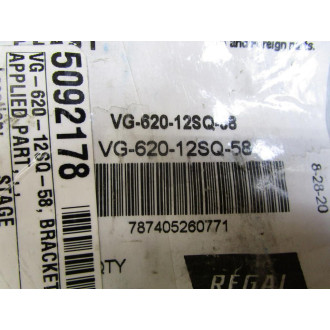 and Foreign Pats.
VG-620-12SQ-58
VG-620-12SQ-58
787405260771
8-28-20
QTY
REGAL
5092178
VG-620-12SQ-58, BRACKET
APPLIED PART
STAGE